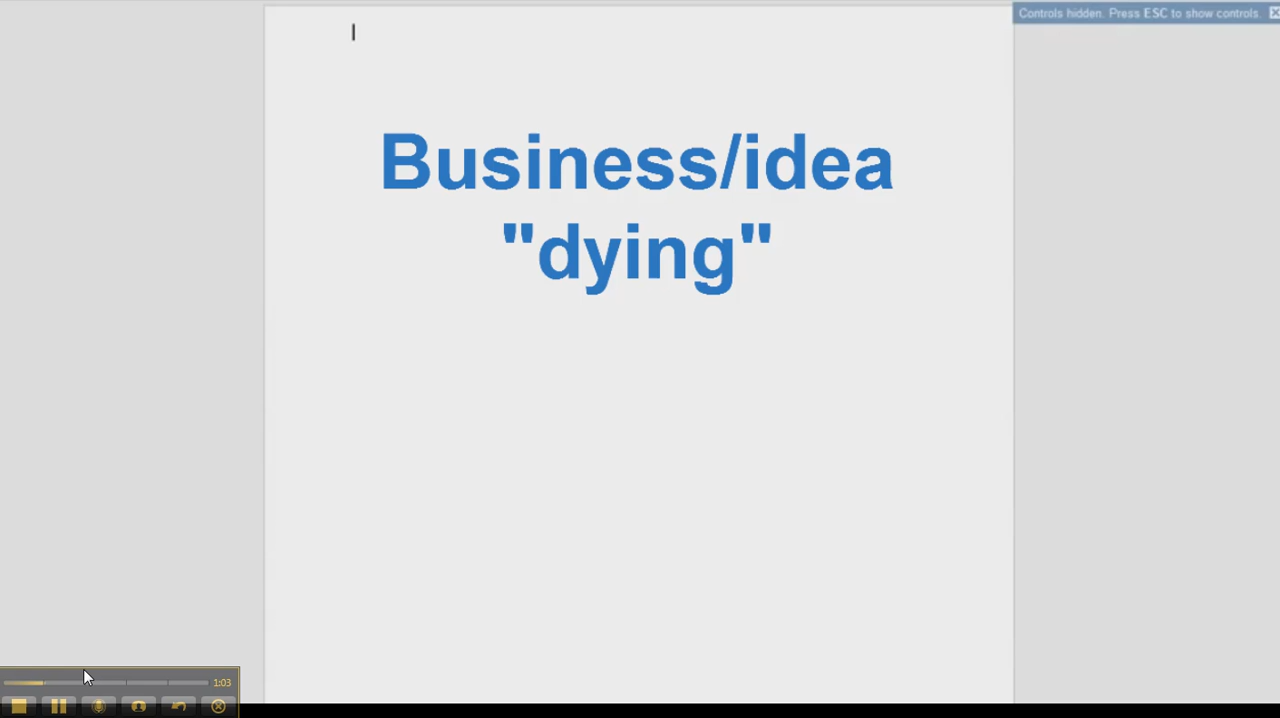 Controls hidden. Press ESC to show controls.
Business/idea
"dying"
1:03